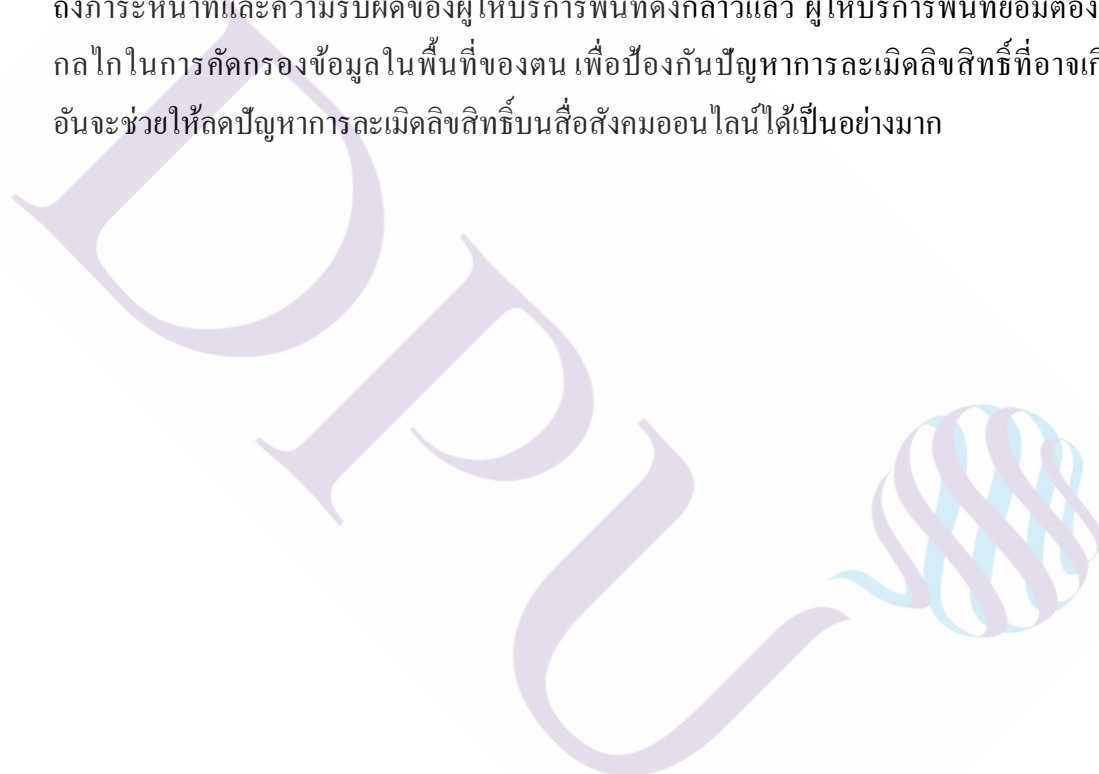 ถึงภาระหน้าที่และความรับผิดของผู้ให้บริการพื้นที่ดังกล่าวแล้ว ผู้ให้บริการพื้นที่ย่อมต้อง
กลไกในการคัดกรองข้อมูลในพื้นที่ของตน เพื่อป้องกันปัญหาการละเมิดลิขสิทธิ์ที่อาจ
อันจะช่วยให้ลดปัญหาการละเมิดลิขสิทธิ์บนสื่อสังคมออนไลน์ได้เป็นอย่างมาก
DPU